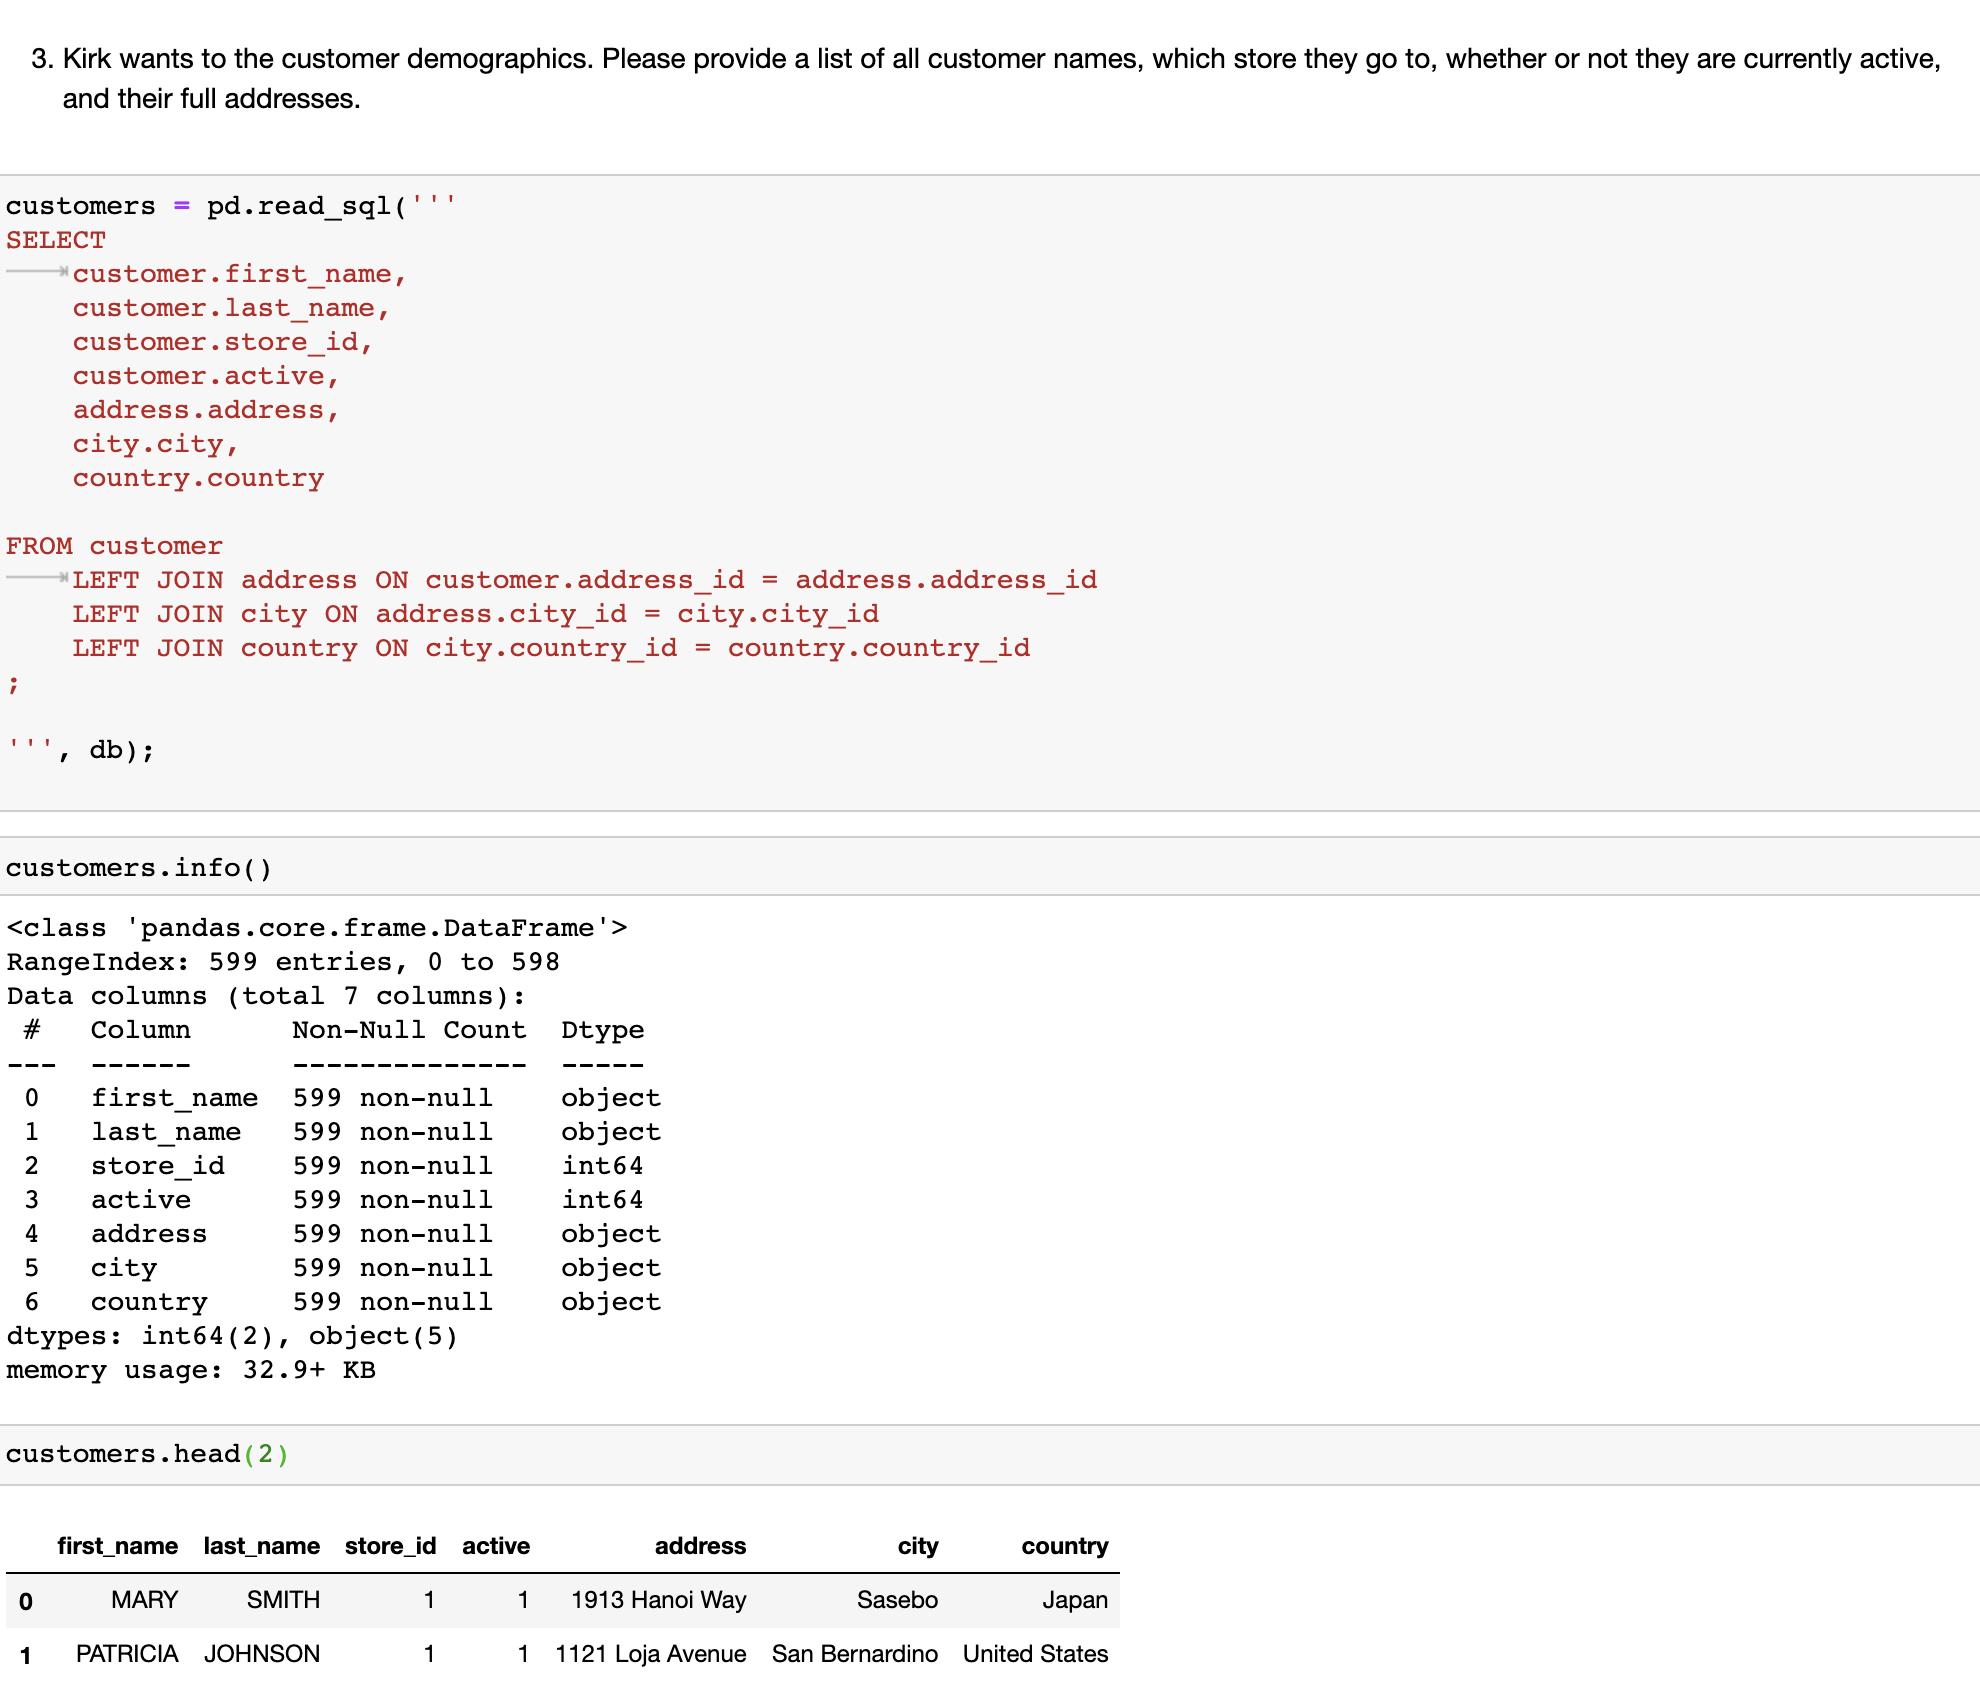 3. Kirk wants to the customer demographics. Please provide a list of all customer names, which store they go to, whether or not they are currently active,
and their full addresses.
customers = pd.read_sql('''
SELECT
customer.first_name,
customer.last_name,
customer.store_id,
customer.active,
address.address,
city.city,
country.country
FROM customer
LEFT JOIN address ON customer.address_id = address.address_id
LEFT JOIN city ON address.city_id = city.city_id
LEFT JOIN country ON city.country_id = country.country_id
;
''', db);
customers.info()
<class 'pandas.core.frame.DataFrame'>
RangeIndex: 599 entries, 0 to 598
Data columns (total 7 columns):
# Column Non-Null Count Dtype
--- ------ -------------- -----
0 first_name 599 non-null object
1 last_name 599 non-null object
2 store_id 599 non-null int64
3 active 599 non-null int64
4 address 599 non-null object
5 city 599 non-null object
6 country 599 non-null object
dtypes: int64(2), object(5)
memory usage: 32.9+ KB
customers.head(2)
first_name last_name store_id active address city country
0 MARY SMITH 1 1 1913 Hanoi Way Sasebo Japan
1 PATRICIA JOHNSON 1 1 1121 Loja Avenue San Bernardino United States